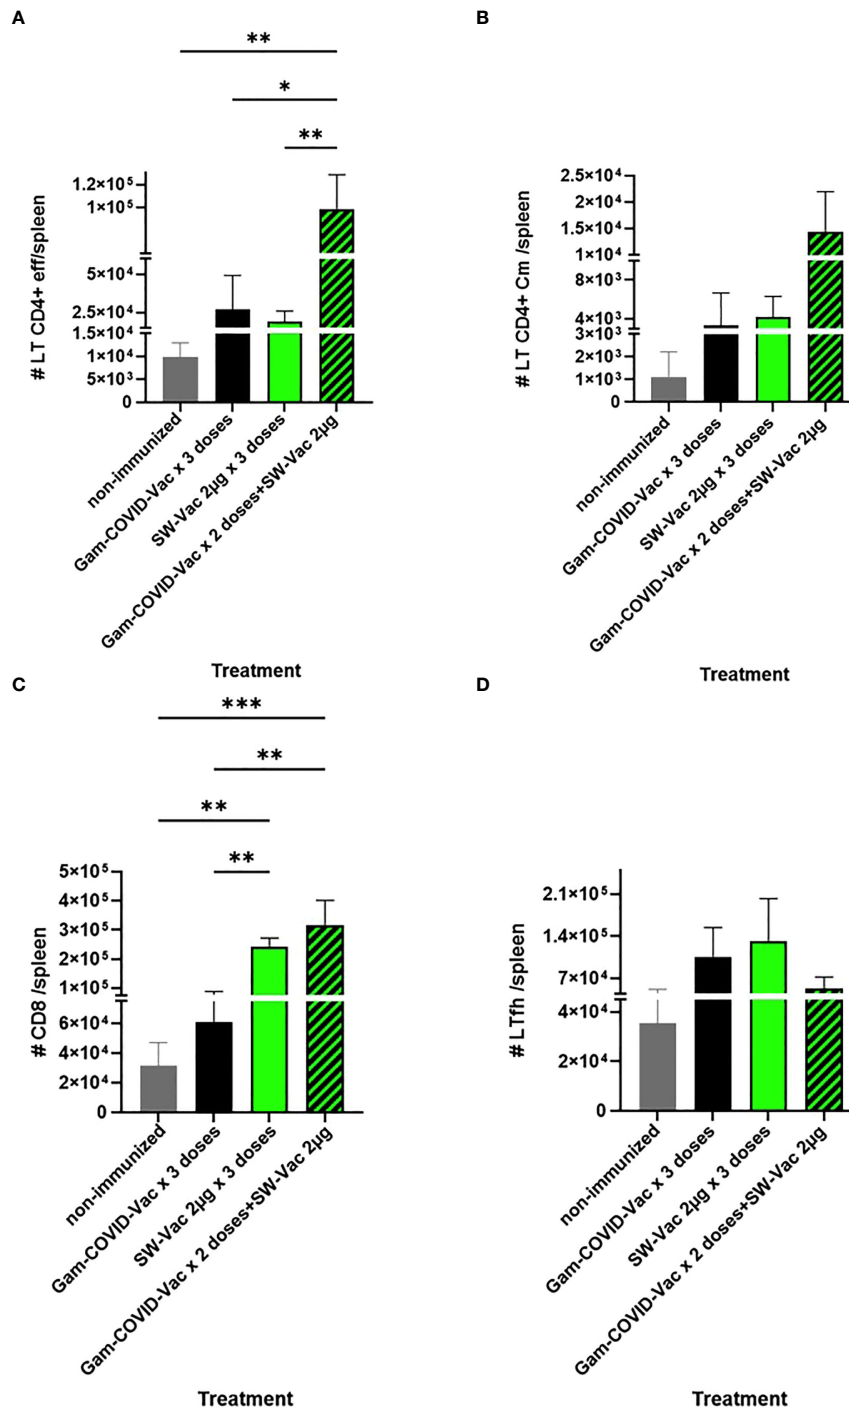 A
**
*
**
# LT CD4+ eff/spleen
1.2×10⁵
1×10⁵
5×10⁴
2.5×10⁴
1.5×10⁴
1×10⁴
5×10³
0
non-immunized
Gam-COVID-Vac x 3 doses
SW-Vac 2µg x 3 doses
Gam-COVID-Vac x 2 doses+SW-Vac 2µg
Treatment
B
# LT CD4+ Cm /spleen
2.5×10⁴
2×10⁴
1.5×10⁴
1×10⁴
8×10³
4×10³
3×10³
2×10³
1×10³
0
non-immunized
Gam-COVID-Vac x 3 doses
SW-Vac 2µg x 3 doses
Gam-COVID-Vac x 2 doses+SW-Vac 2µg
Treatment
C
***
**
**
**
# CD8 /spleen
5×10⁵
4×10⁵
3×10⁵
2×10⁵
1×10⁵
6×10⁴
4×10⁴
2×10⁴
0
non-immunized
Gam-COVID-Vac x 3 doses
SW-Vac 2µg x 3 doses
Gam-COVID-Vac x 2 doses+SW-Vac 2µg
Treatment
D
# LTfh /spleen
2.1×10⁵
1.4×10⁵
7×10⁴
4×10⁴
2×10⁴
0
non-immunized
Gam-COVID-Vac x 3 doses
SW-Vac 2µg x 3 doses
Gam-COVID-Vac x 2 doses+SW-Vac 2µg
Treatment